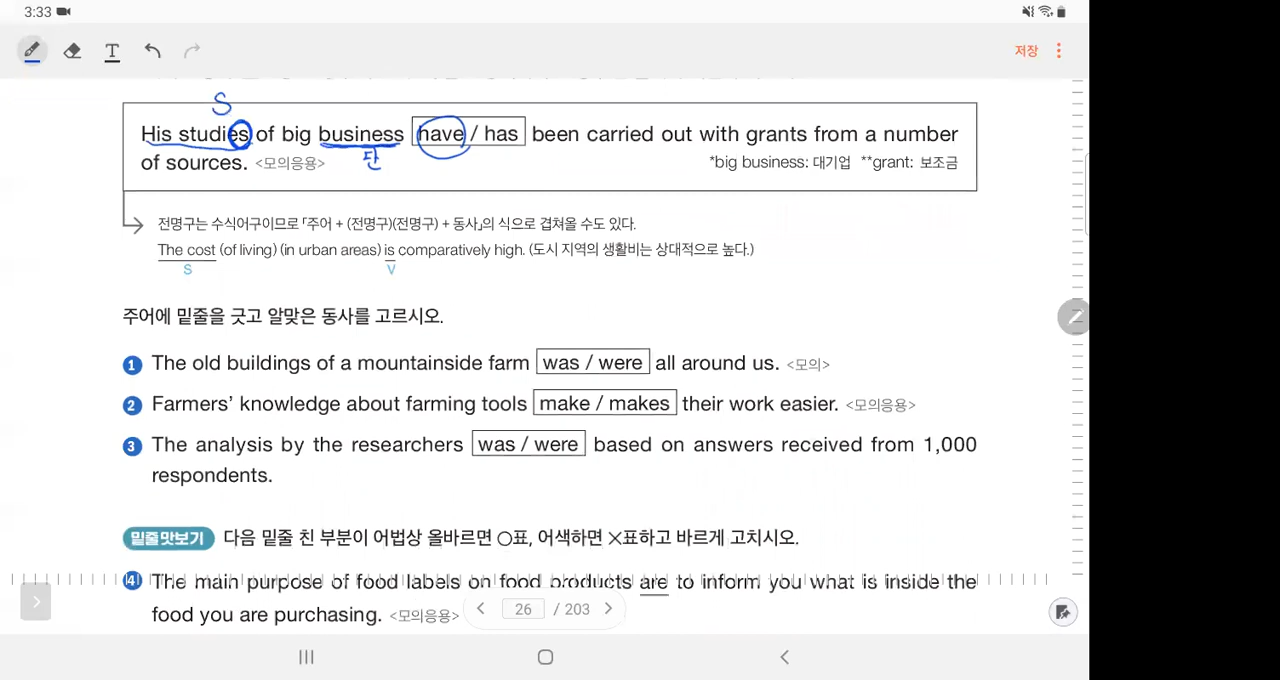 3:33
T
저장
S
His studies of big business have / has been carried out with grants from a number
of sources. <모의응용> *big business: 대기업 **grant: 보조금
단
전명구는 수식어구이므로 「주어 + (전명구)(전명구) + 동사」의 식으로 겹쳐올 수도 있다.
The cost (of living) (in urban areas) is comparatively high. (도시 지역의 생활비는 상대적으로 높다.)
S V
주어에 밑줄을 긋고 알맞은 동사를 고르시오.
1 The old buildings of a mountainside farm was / were all around us. <모의>
2 Farmers' knowledge about farming tools make / makes their work easier. <모의응용>
3 The analysis by the researchers was / were based on answers received from 1,000
respondents.
밑줄맛보기 다음 밑줄 친 부분이 어법상 올바르면 ○표, 어색하면 ×표하고 바르게 고치시오.
4 The main purpose of food labels on food products are to inform you what is inside the
food you are purchasing. <모의응용>
26 / 203